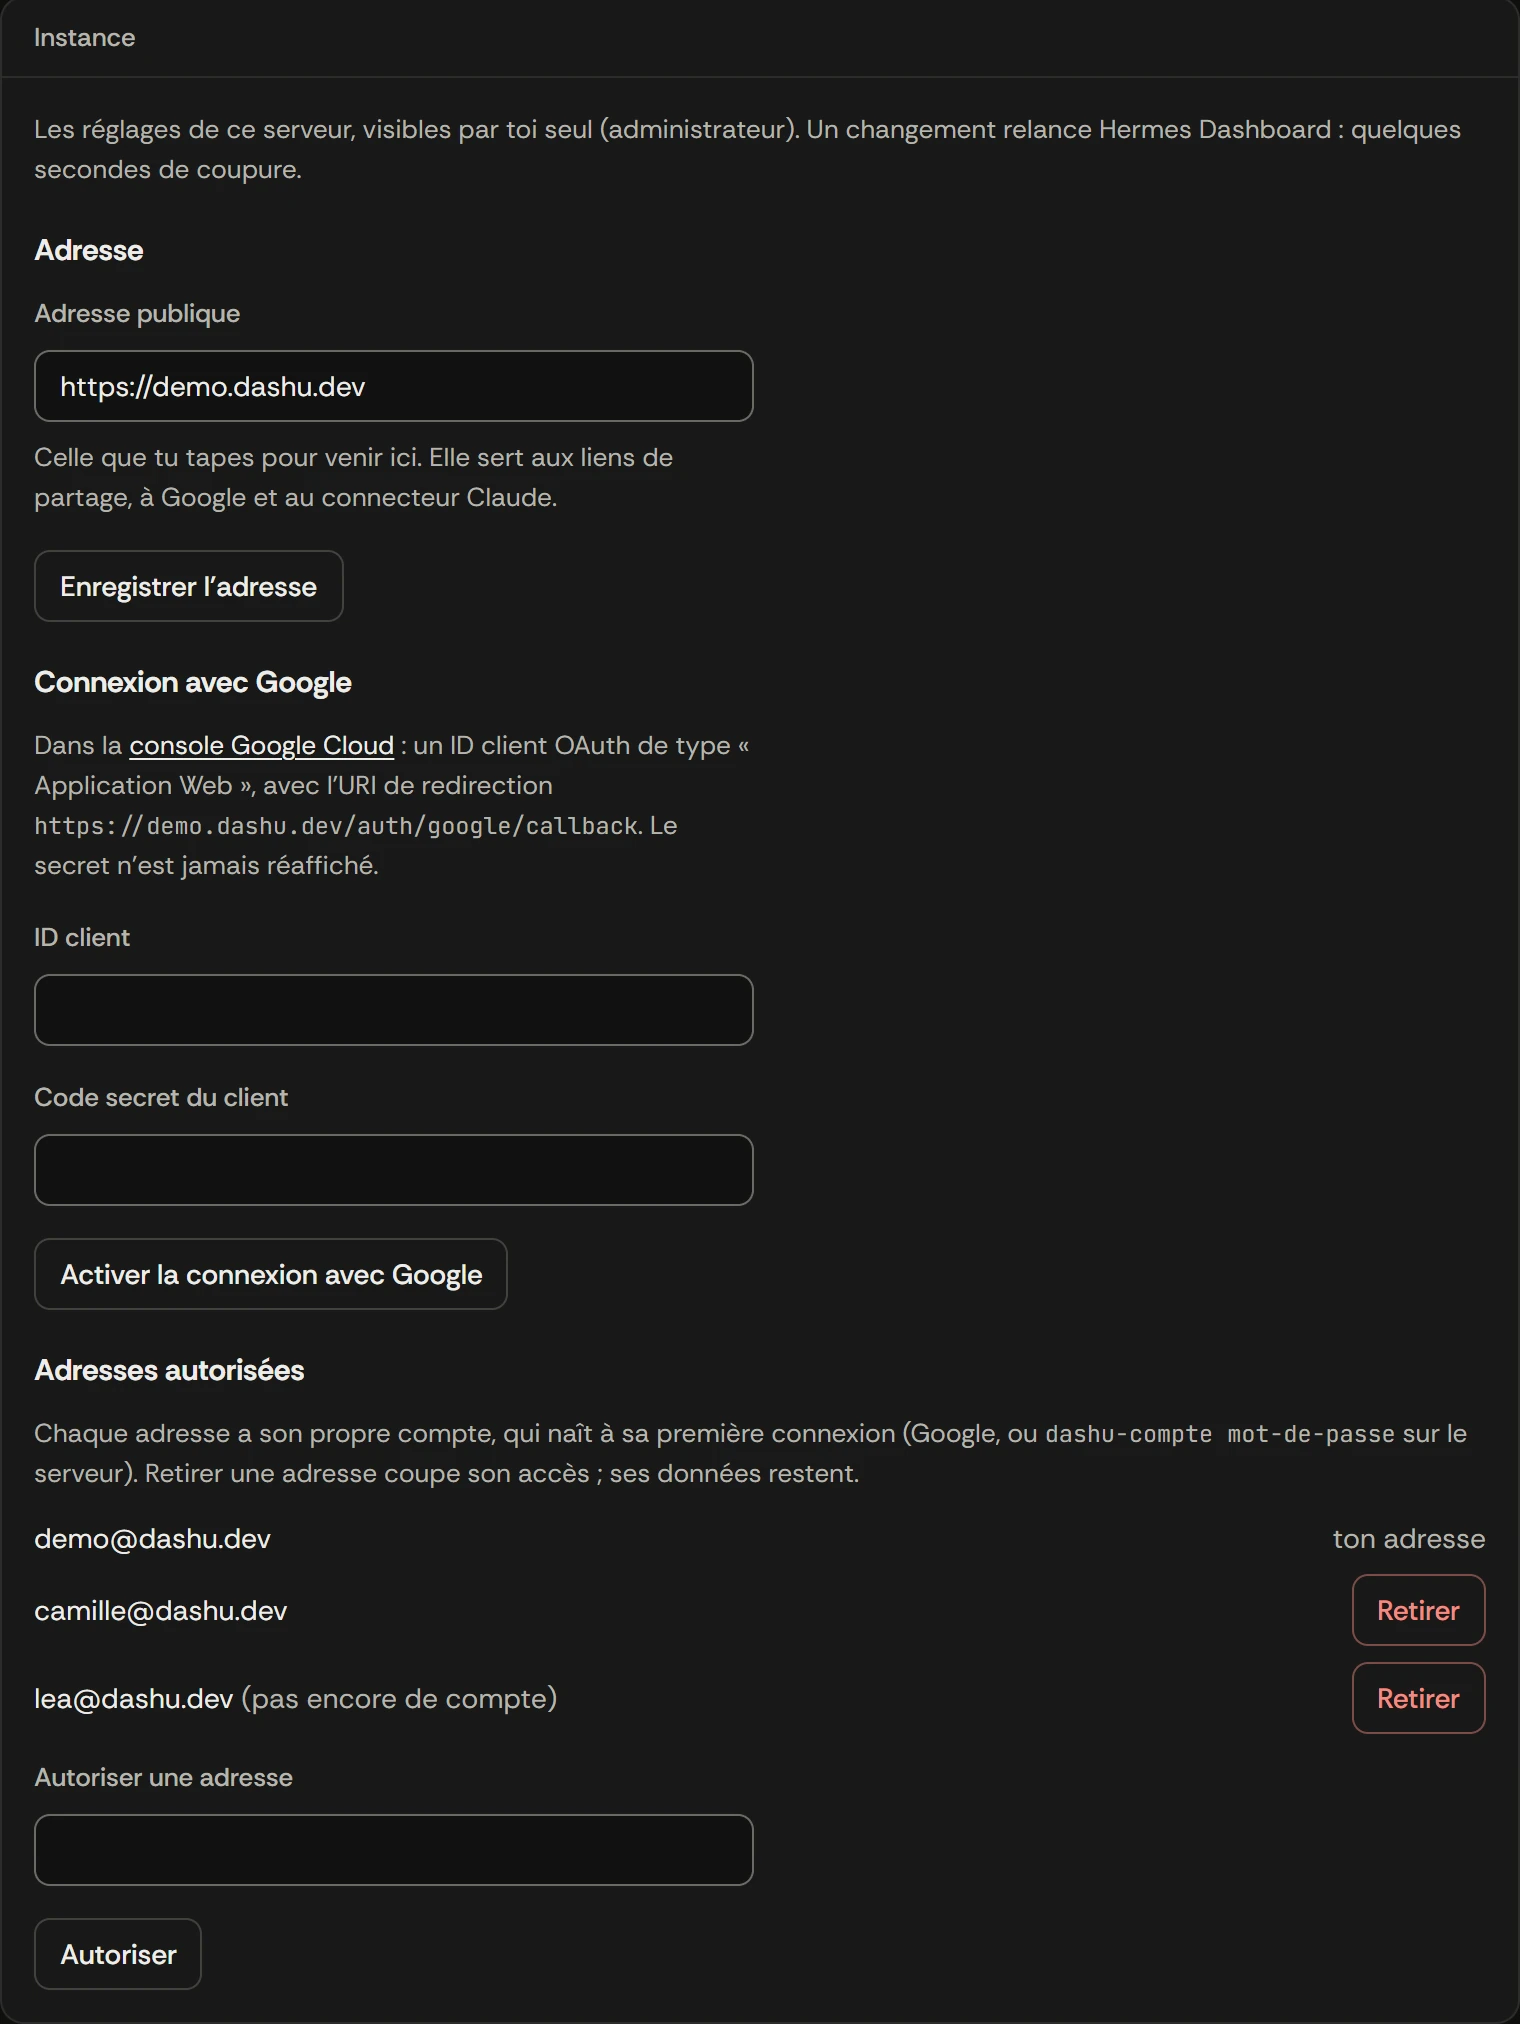 Instance
Les réglages de ce serveur, visibles par toi seul (administrateur). Un changement relance Hermes Dashboard : quelques
secondes de coupure.
Adresse
Adresse publique
https://demo.dashu.dev
Celle que tu tapes pour venir ici. Elle sert aux liens de
partage, à Google et au connecteur Claude.
Enregistrer l’adresse
Connexion avec Google
Dans la console Google Cloud : un ID client OAuth de type «
Application Web », avec l’URI de redirection
https://demo.dashu.dev/auth/google/callback. Le
secret n’est jamais réaffiché.
ID client
Code secret du client
Activer la connexion avec Google
Adresses autorisées
Chaque adresse a son propre compte, qui naît à sa première connexion (Google, ou dashu-compte mot-de-passe sur le
serveur). Retirer une adresse coupe son accès ; ses données restent.
demo@dashu.dev ton adresse
camille@dashu.dev Retirer
lea@dashu.dev (pas encore de compte) Retirer
Autoriser une adresse
Autoriser